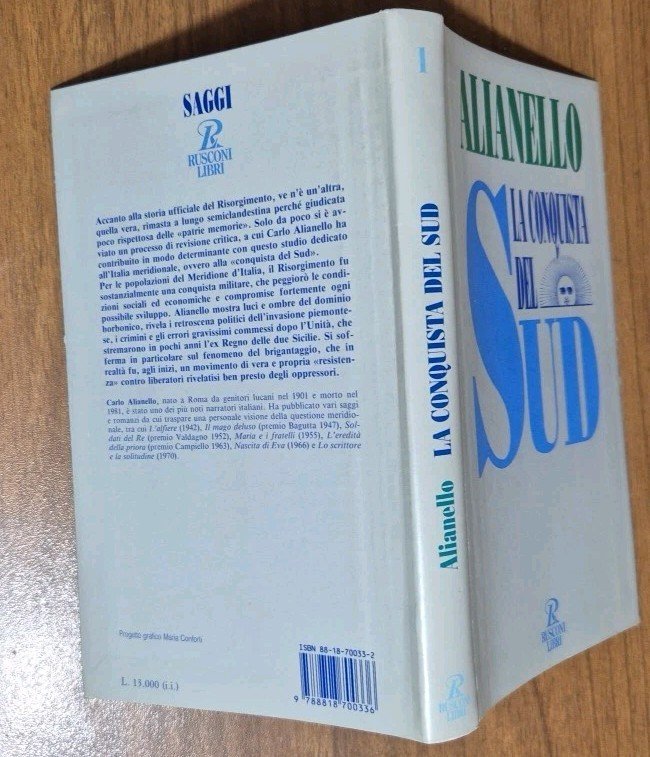 SAGGI
RUSCONI
LIBRI
Accanto alla storia ufficiale del Risorgimento, ve n'è un'altra,
quella vera, rimasta a lungo semiclandestina perché giudicata
poco rispettosa delle «patrie memorie». Solo da poco si è av-
viato un processo di revisione critica, a cui Carlo Alianello ha
contribuito in modo determinante con questo studio dedicato
all'Italia meridionale, ovvero alla «conquista del Sud».
Per le popolazioni del Meridione d'Italia, il Risorgimento fu
sostanzialmente una conquista militare, che peggiorò le condi-
zioni sociali ed economiche e compromise fortemente ogni
possibile sviluppo. Alianello mostra luci e ombre del dominio
borbonico, rivela i retroscena politici dell'invasione piemonte-
se, i crimini e gli errori gravissimi commessi dopo l'Unità, che
stremarono in pochi anni l'ex Regno delle due Sicilie. Si sof-
ferma in particolare sul fenomeno del brigantaggio, che in
realtà fu, agli inizi, un movimento di vera e propria «resisten-
za» contro liberatori rivelatisi ben presto degli oppressori.
Carlo Alianello, nato a Roma da genitori lucani nel 1901 e morto nel
1981, è stato uno dei più noti narratori italiani. Ha pubblicato vari saggi
e romanzi da cui traspare una personale visione della questione meridio-
nale, tra cui L'alfiere (1942), Il mago deluso (premio Bagutta 1947), Sol-
dati del Re (premio Valdagno 1952), Maria e i fratelli (1955), L'eredità
della priora (premio Campiello 1963), Nascita di Eva (1966) e Lo scrittore
e la solitudine (1970).
Progetto grafico Mario Conforti
L. 13.000 (i.i.)
ISBN 88-18-70033-2
9 788818 700336
1
Alianello LA CONQUISTA DEL SUD
RUSCONI
LIBRI
ALIANELLO
LA CONQUISTA
DEL
SUD
RUSCONI
LIBRI